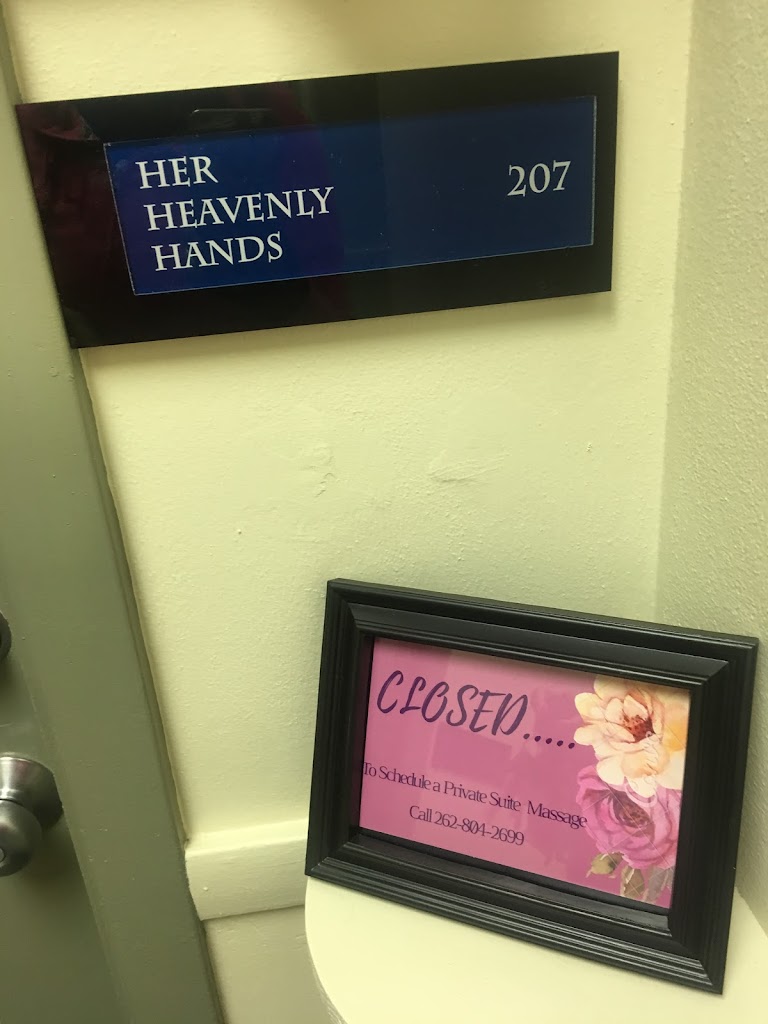 HER
HEAVENLY
HANDS
207
CLOSED.....
To Schedule a Private Suite Massage
Call 262-804-2699